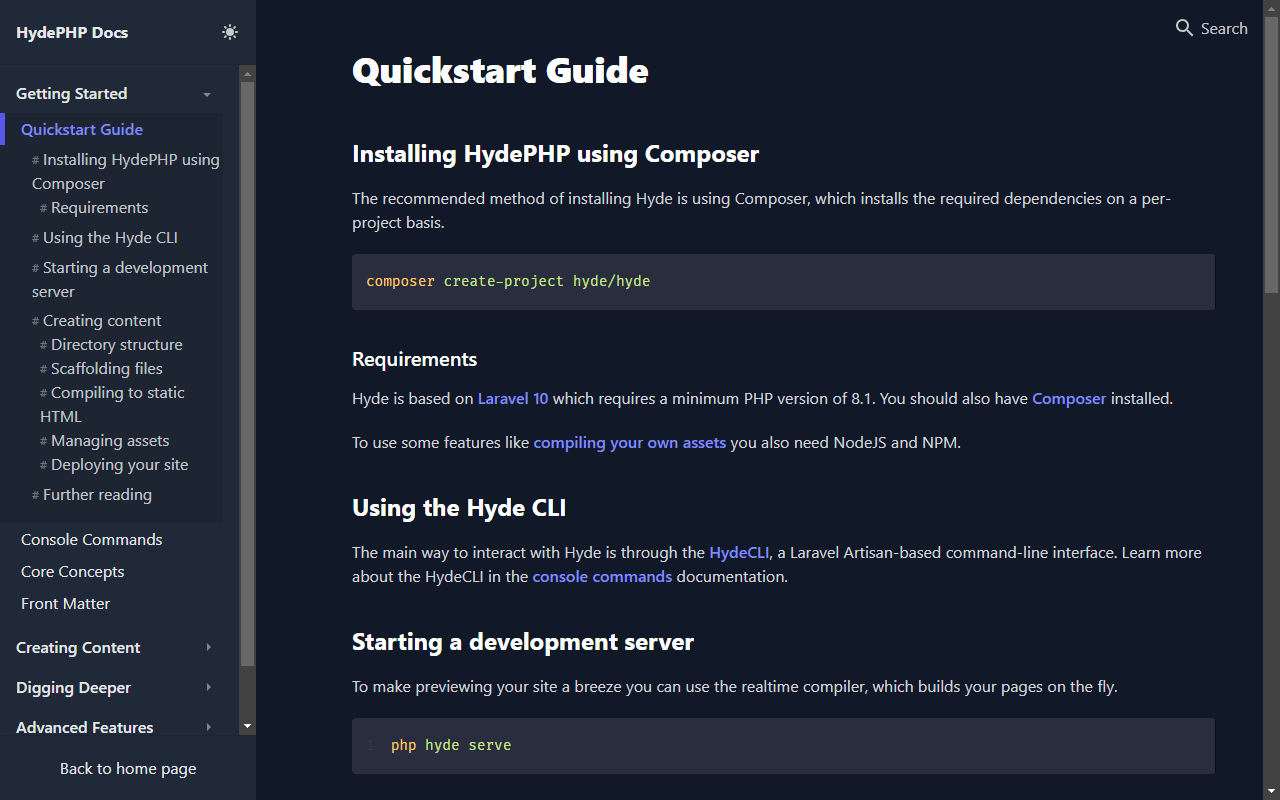 HydePHP Docs
Getting Started
Quickstart Guide
# Installing HydePHP using
Composer
# Requirements
# Using the Hyde CLI
# Starting a development
server
# Creating content
# Directory structure
# Scaffolding files
# Compiling to static
HTML
# Managing assets
# Deploying your site
# Further reading
Console Commands
Core Concepts
Front Matter
Creating Content
Digging Deeper
Advanced Features
Back to home page
Search
Quickstart Guide
Installing HydePHP using Composer
The recommended method of installing Hyde is using Composer, which installs the required dependencies on a per-
project basis.
composer create-project hyde/hyde
Requirements
Hyde is based on Laravel 10 which requires a minimum PHP version of 8.1. You should also have Composer installed.
To use some features like compiling your own assets you also need NodeJS and NPM.
Using the Hyde CLI
The main way to interact with Hyde is through the HydeCLI, a Laravel Artisan-based command-line interface. Learn more
about the HydeCLI in the console commands documentation.
Starting a development server
To make previewing your site a breeze you can use the realtime compiler, which builds your pages on the fly.
1 php hyde serve